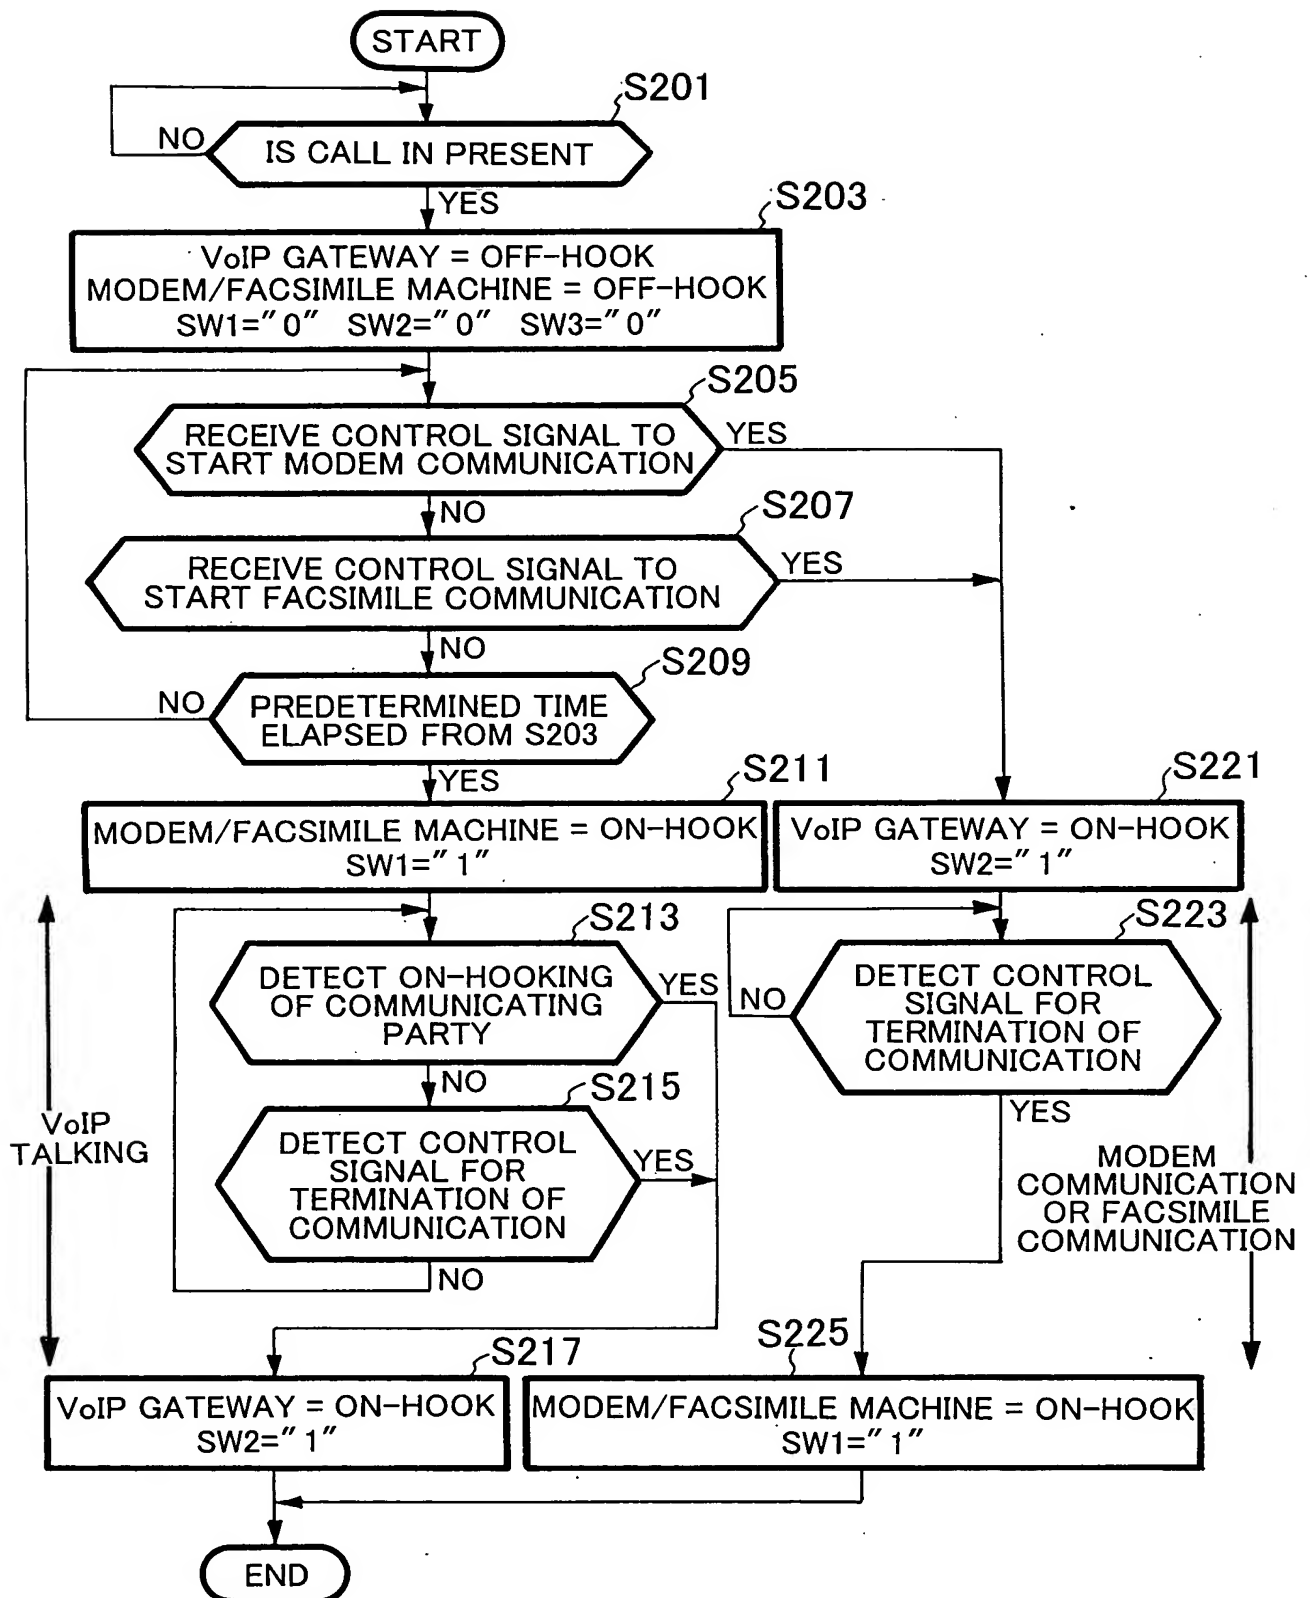 START
S201
NO
IS CALL IN PRESENT
YES
S203
VoIP GATEWAY = OFF-HOOK
MODEM/FACSIMILE MACHINE = OFF-HOOK
SW1="0" SW2="0" SW3="0"
S205
RECEIVE CONTROL SIGNAL TO
START MODEM COMMUNICATION
YES
NO
S207
RECEIVE CONTROL SIGNAL TO
START FACSIMILE COMMUNICATION
YES
NO
S209
NO
PREDETERMINED TIME
ELAPSED FROM S203
YES
S211
MODEM/FACSIMILE MACHINE = ON-HOOK
SW1="1"
S221
VoIP GATEWAY = ON-HOOK
SW2="1"
S213
DETECT ON-HOOKING
OF COMMUNICATING
PARTY
YES
NO
S215
DETECT CONTROL
SIGNAL FOR
TERMINATION OF
COMMUNICATION
YES
NO
VoIP
TALKING
S223
NO
DETECT CONTROL
SIGNAL FOR
TERMINATION OF
COMMUNICATION
YES
MODEM
COMMUNICATION
OR FACSIMILE
COMMUNICATION
S217
VoIP GATEWAY = ON-HOOK
SW2="1"
S225
MODEM/FACSIMILE MACHINE = ON-HOOK
SW1="1"
END